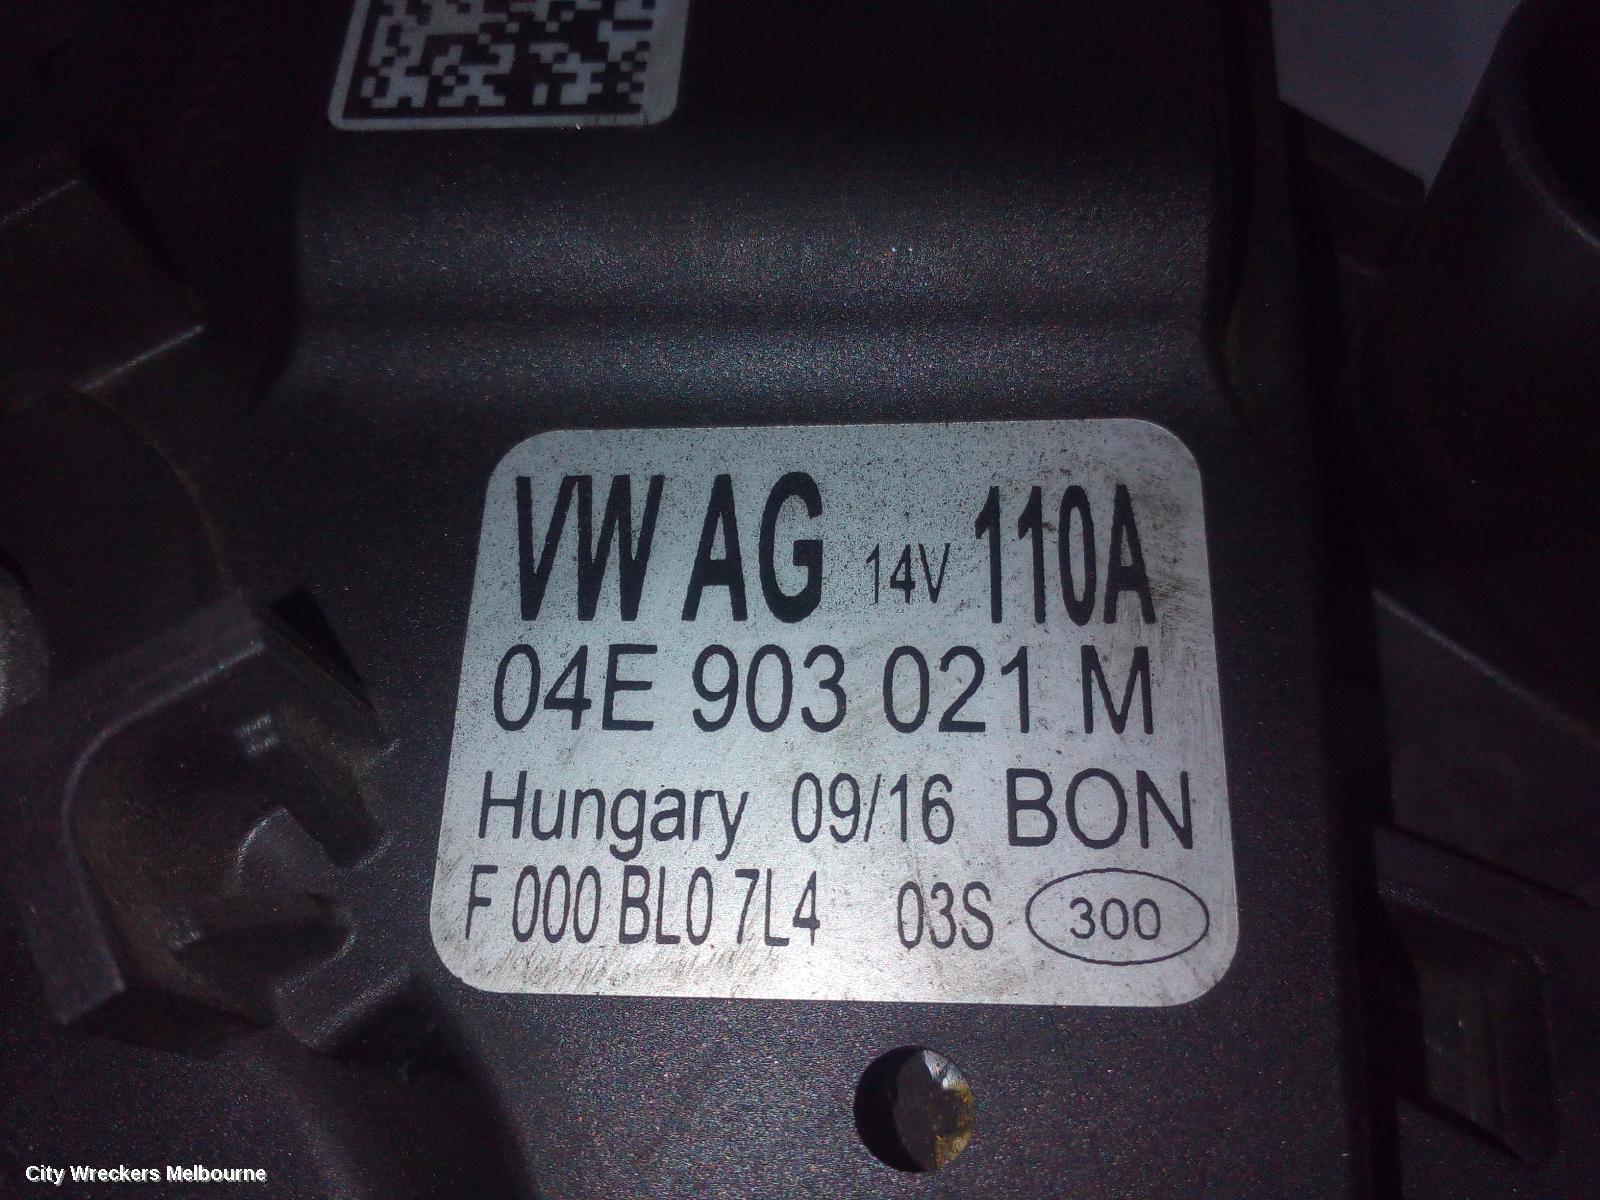 VW AG 14V 110A
04E 903 021 M
Hungary 09/16 BON
F 000 BL0 7L4 03S 300
City Wreckers Melbourne